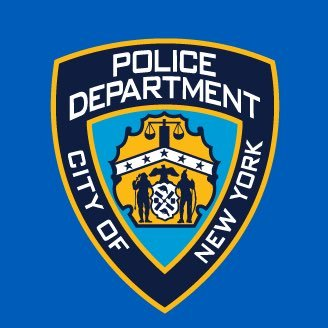 POLICE
DEPARTMENT
CITY OF
NEW YORK